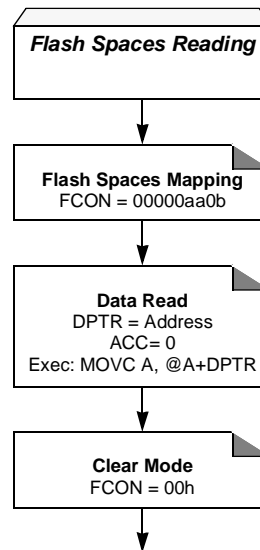 Flash Spaces Reading
Flash Spaces Mapping
FCON = 00000aa0b
Data Read
DPTR = Address
ACC= 0
Exec: MOVC A, @A+DPTR
Clear Mode
FCON = 00h